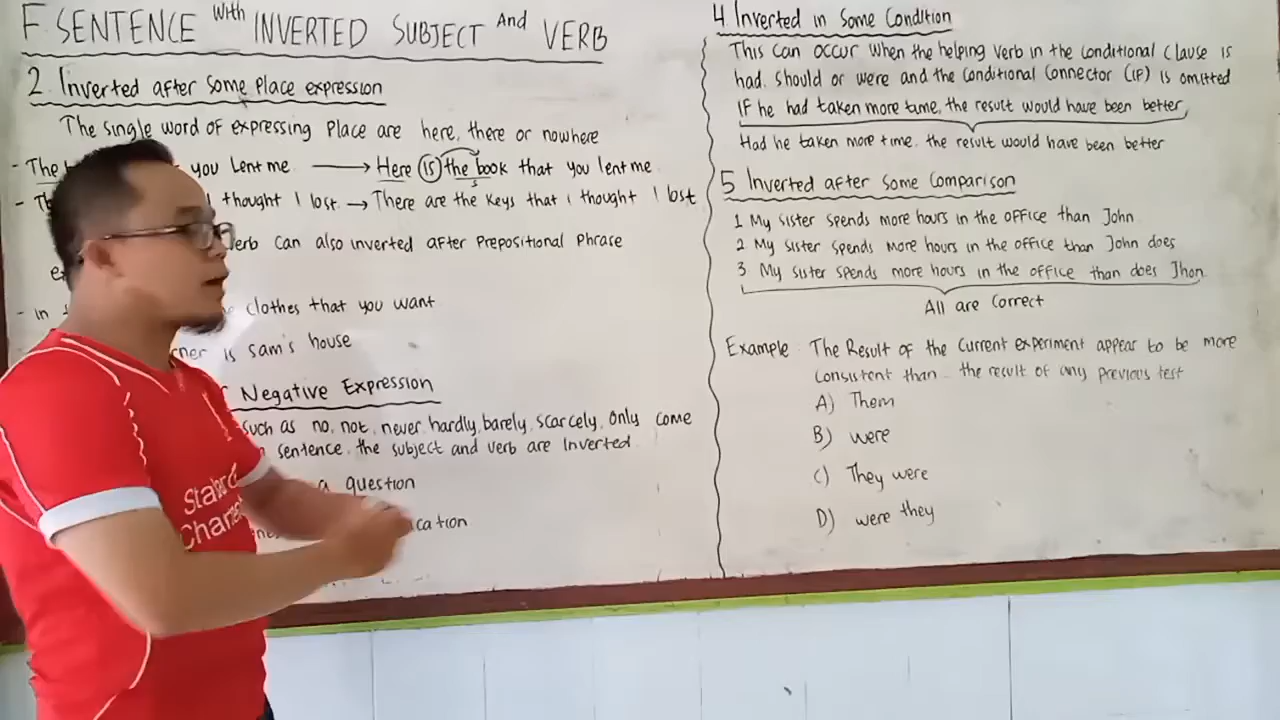 F. SENTENCE With INVERTED SUBJECT And VERB
2. Inverted after Some Place expression
The Single word of expressing Place are here, there or nowhere
- The you Lent me. → Here is the book that you lent me.
S
- thought I lost. → There are the keys that i thought I lost
verb can also inverted after Prepositional Phrase
- in clothes that you want
is Sam's house
Negative Expression
such as no, not, never, hardly, barely, scarcely, only come
sentence, the subject and verb are Inverted.
a question
4 Inverted in Some Condition
This can occur when the helping verb in the conditional clause is
had, should or were and the conditional connector (IF) is omitted
IF he had taken more time, the result would have been better,
Had he taken more time, the result would have been better
5 Inverted after Some Comparison
1 My sister spends more hours in the office than John
2 My sister spends more hours in the office than John does
3 My sister spends more hours in the office than does Jhon
All are correct
Example: The Result of the current experiment appear to be more
consistent than... the result of any previous test
A) Them
B) were
C) They were
D) were they
Standard
Charter